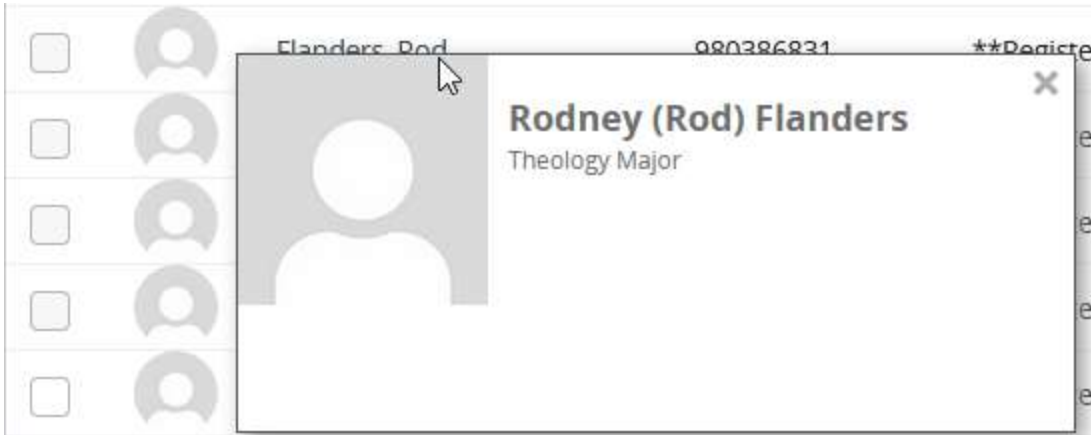 Flanders, Rod 980386831 **Registe
Rodney (Rod) Flanders
Theology Major